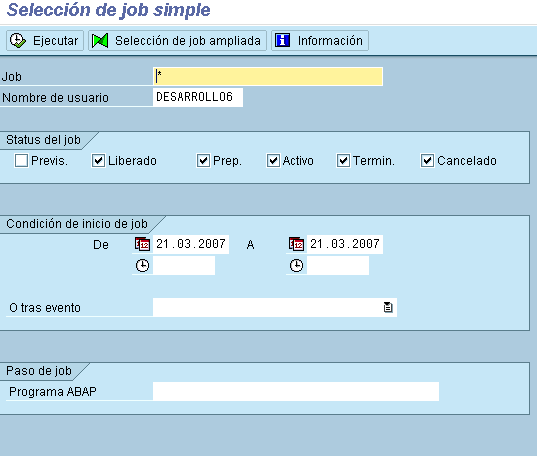 Selección de job simple
Ejecutar Selección de job ampliada Información
Job *
Nombre de usuario DESARROLLO6
Status del job
Previs. Liberado Prep. Activo Termin. Cancelado
Condición de inicio de job
De 21.03.2007 A 21.03.2007
O tras evento
Paso de job
Programa ABAP